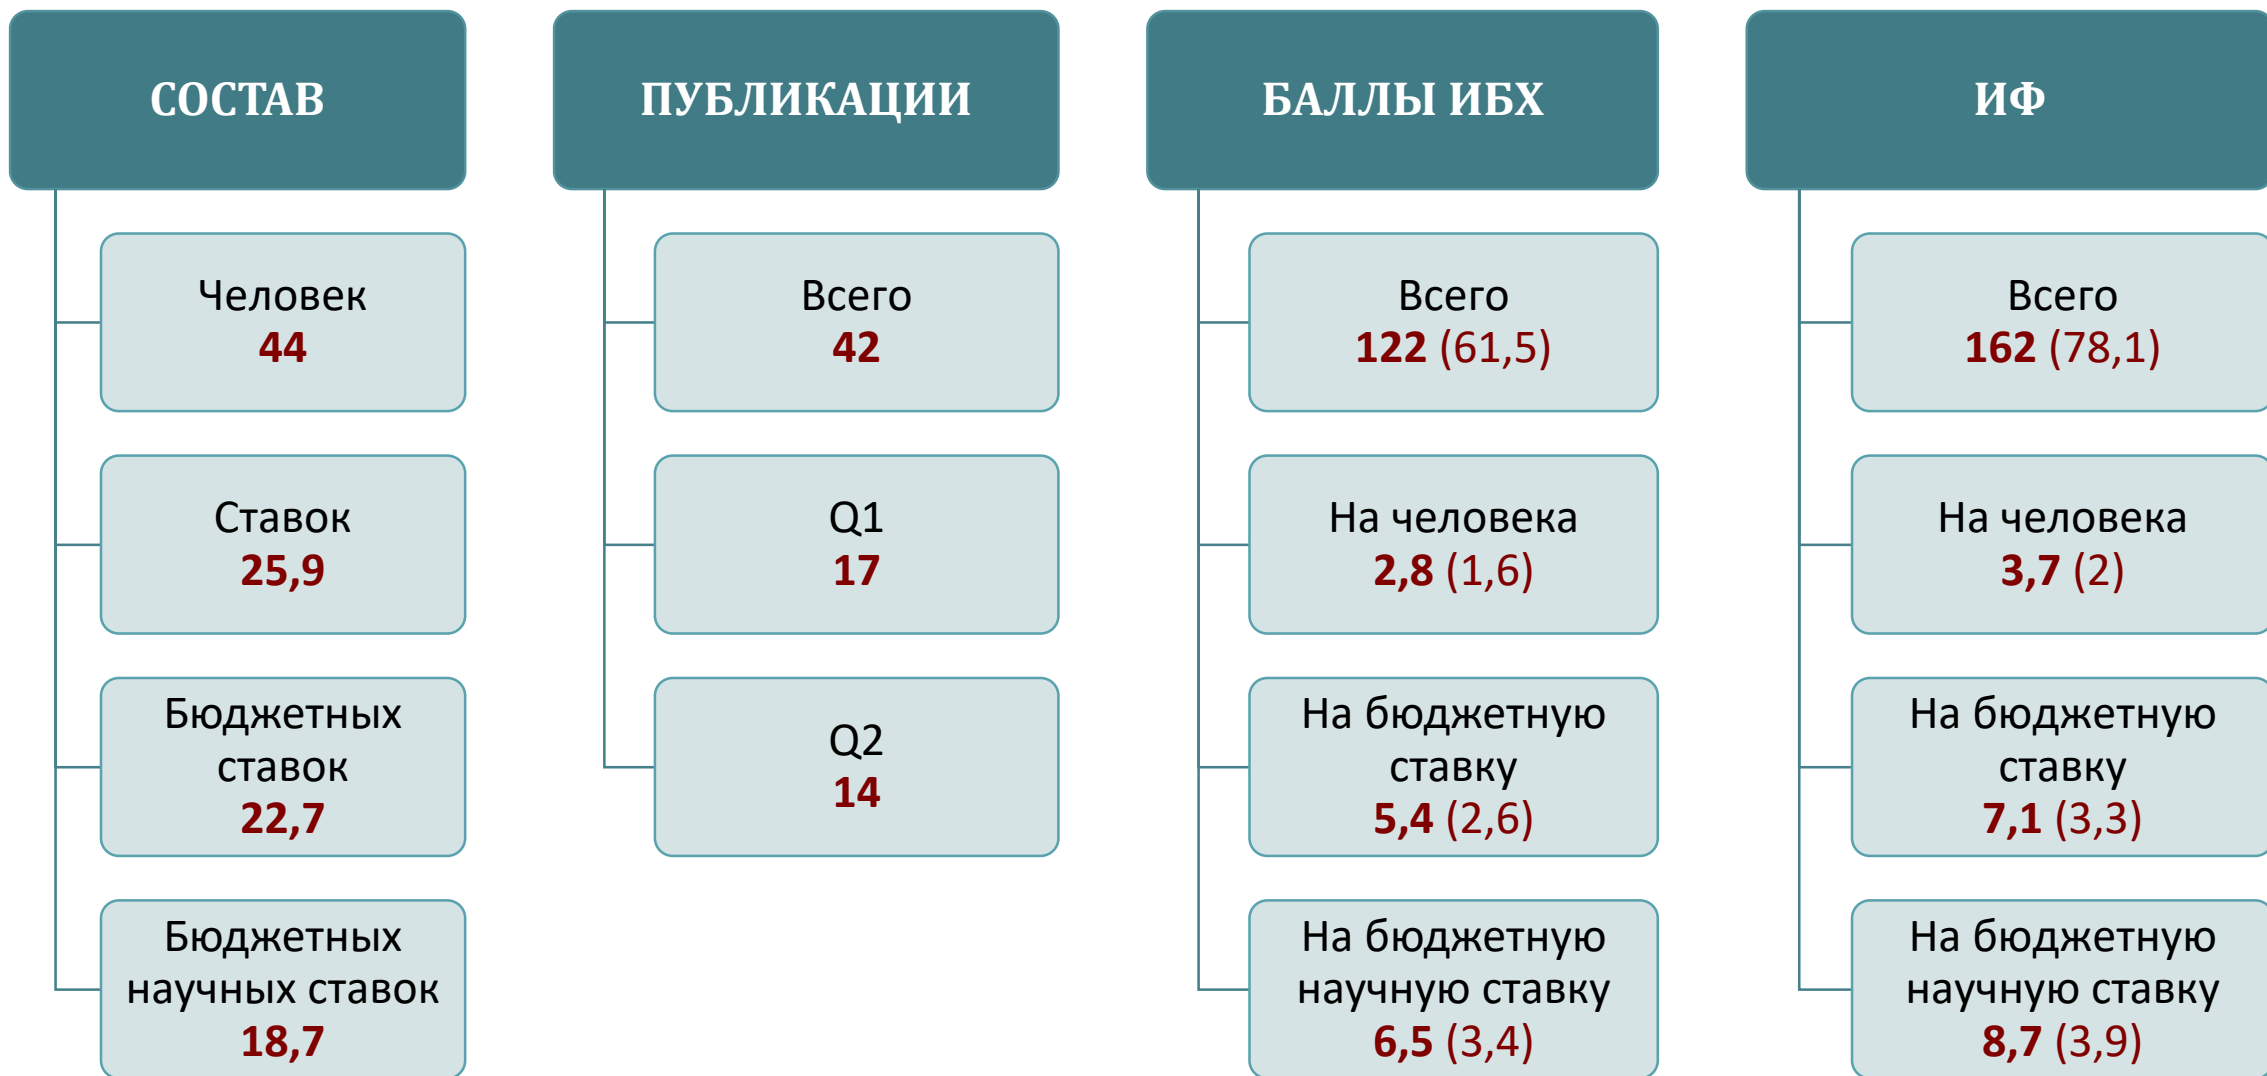 СОСТАВ
Человек
44
Ставок
25,9
Бюджетных
ставок
22,7
Бюджетных
научных ставок
18,7
ПУБЛИКАЦИИ
Всего
42
Q1
17
Q2
14
БАЛЛЫ ИБХ
Всего
122 (61,5)
На человека
2,8 (1,6)
На бюджетную
ставку
5,4 (2,6)
На бюджетную
научную ставку
6,5 (3,4)
ИФ
Всего
162 (78,1)
На человека
3,7 (2)
На бюджетную
ставку
7,1 (3,3)
На бюджетную
научную ставку
8,7 (3,9)